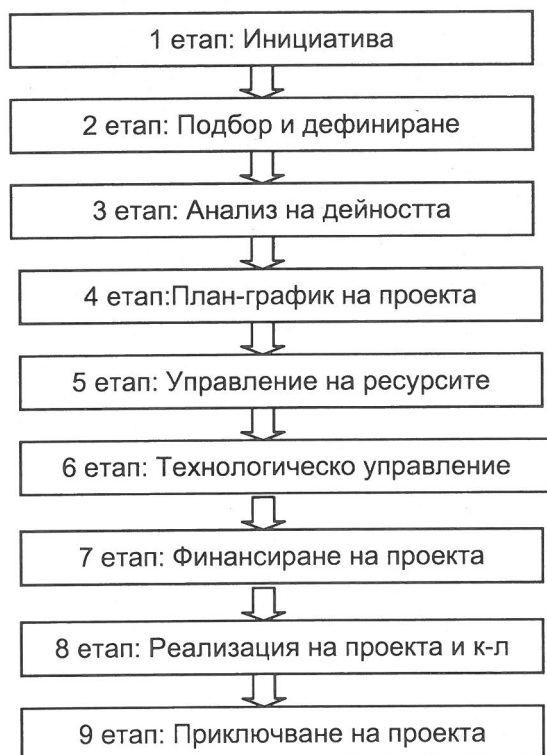 1 етап: Инициатива
2 етап: Подбор и дефиниране
3 етап: Анализ на дейността
4 етап:План-график на проекта
5 етап: Управление на ресурсите
6 етап: Технологическо управление
7 етап: Финансиране на проекта
8 етап: Реализация на проекта и к-л
9 етап: Приключване на проекта